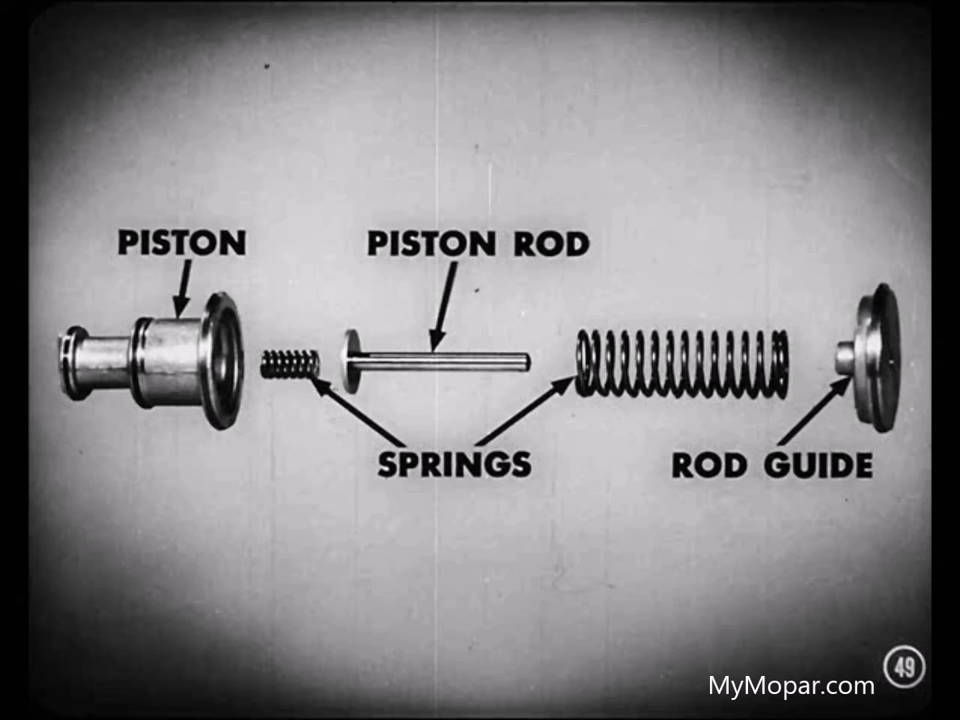 PISTON
PISTON ROD
SPRINGS
ROD GUIDE
49
MyMopar.com